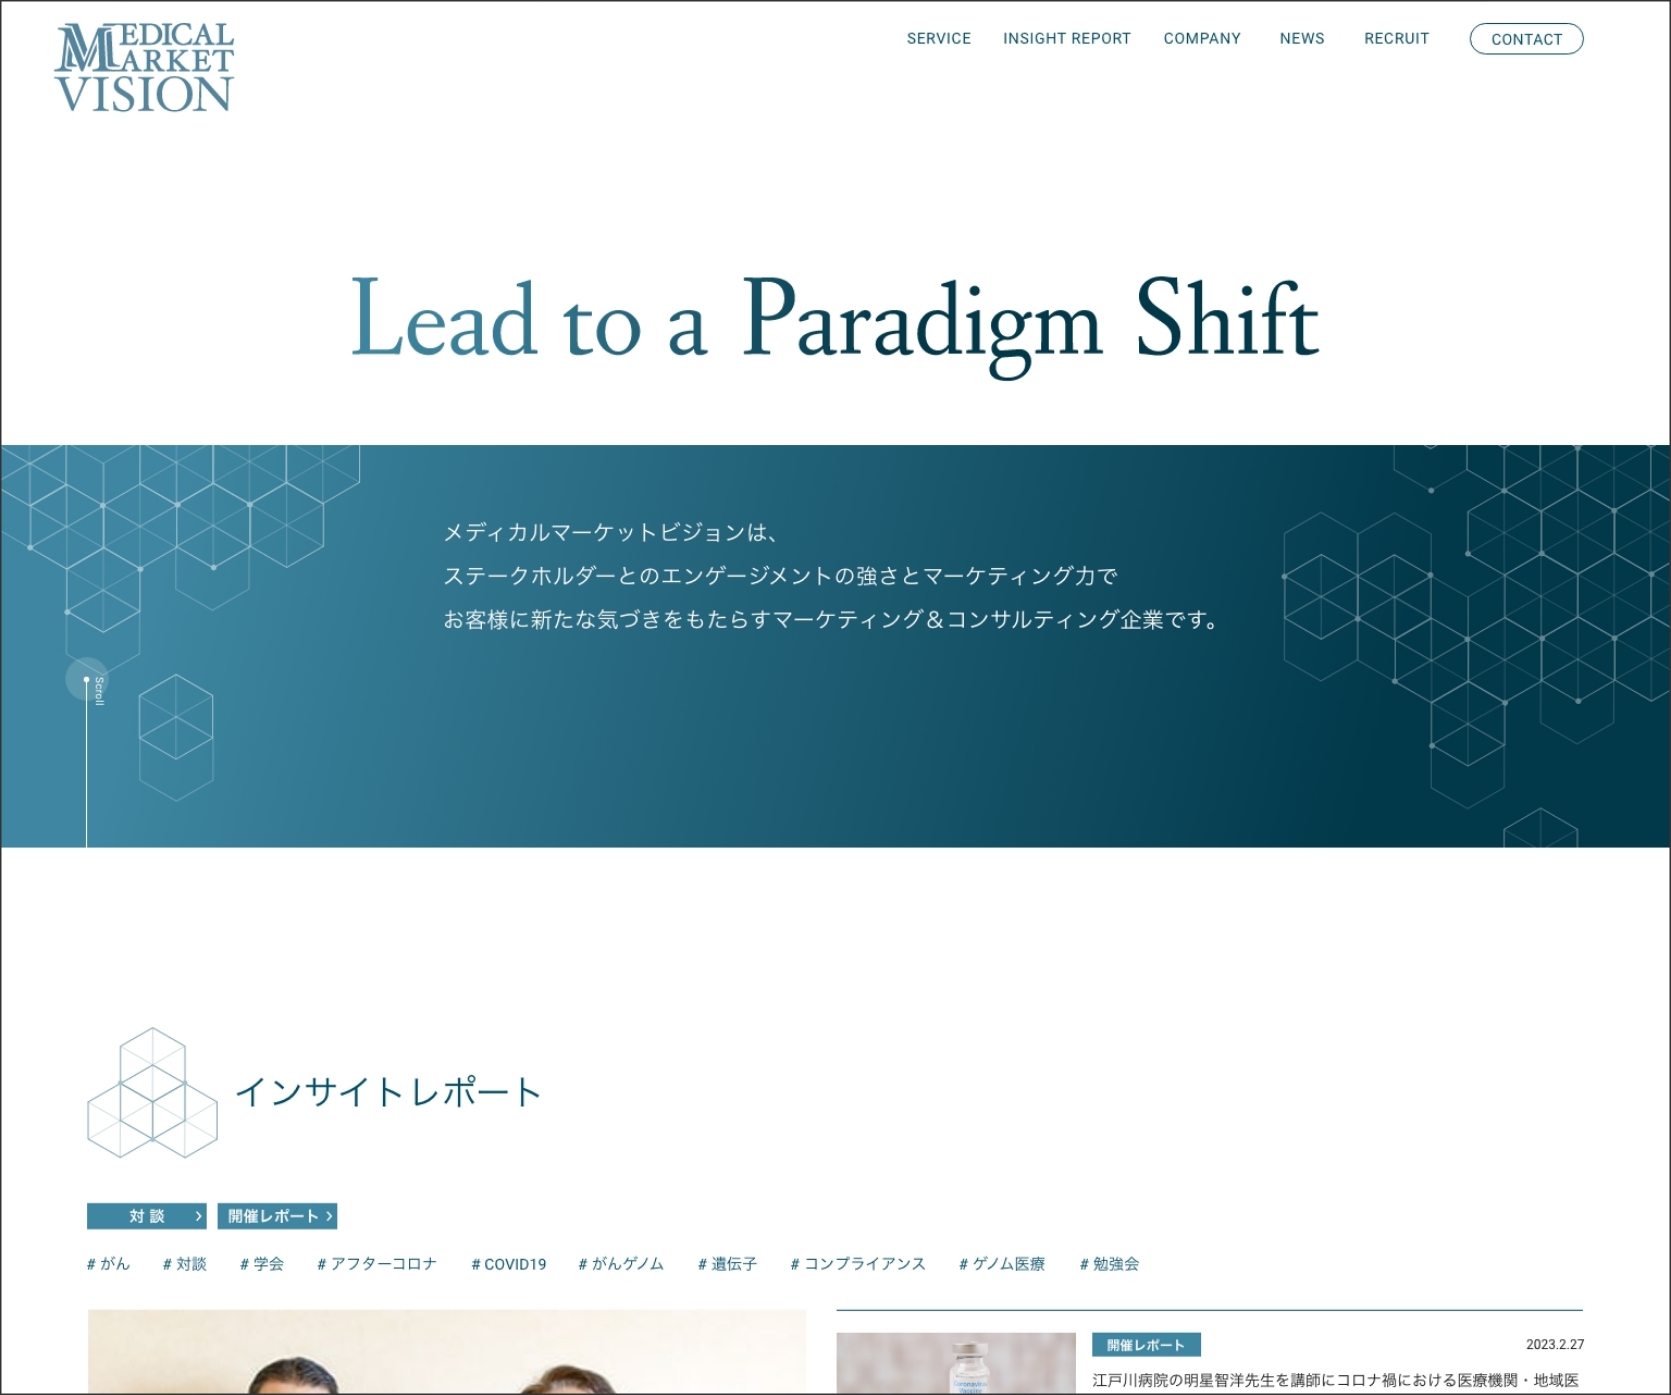 MEDICAL
MARKET
VISION
SERVICE INSIGHT REPORT COMPANY NEWS RECRUIT CONTACT
Lead to a Paradigm Shift
メディカルマーケットビジョンは、
ステークホルダーとのエンゲージメントの強さとマーケティング力で
お客様に新たな気づきをもたらすマーケティング＆コンサルティング企業です。
Scroll
インサイトレポート
対 談
開催レポート
# がん # 対談 # 学会 # アフターコロナ # COVID19 # がんゲノム # 遺伝子 # コンプライアンス # ゲノム医療 # 勉強会
開催レポート 2023.2.27
江戸川病院の明星智洋先生を講師にコロナ禍における医療機関・地域医
Coronavirus
Vaccine